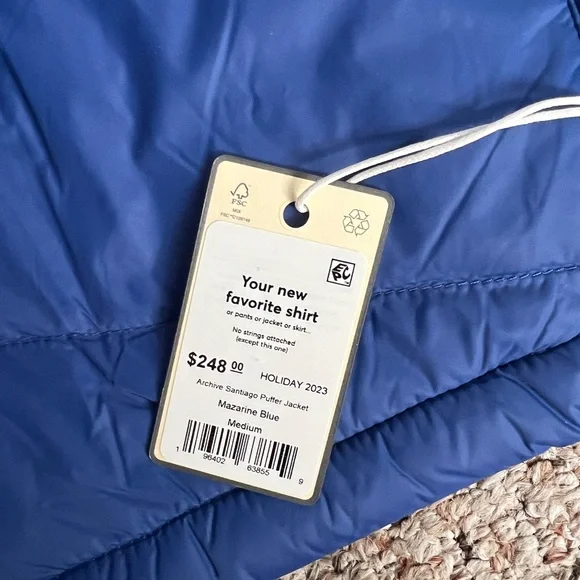 FSC
Your new
favorite shirt
or pants or jacket or skirt...
No strings attached
(except this one)
$248 00 HOLIDAY 2023
Archive Santiago Puffer Jacket
Mazarine Blue
Medium
1 96402 63855 9